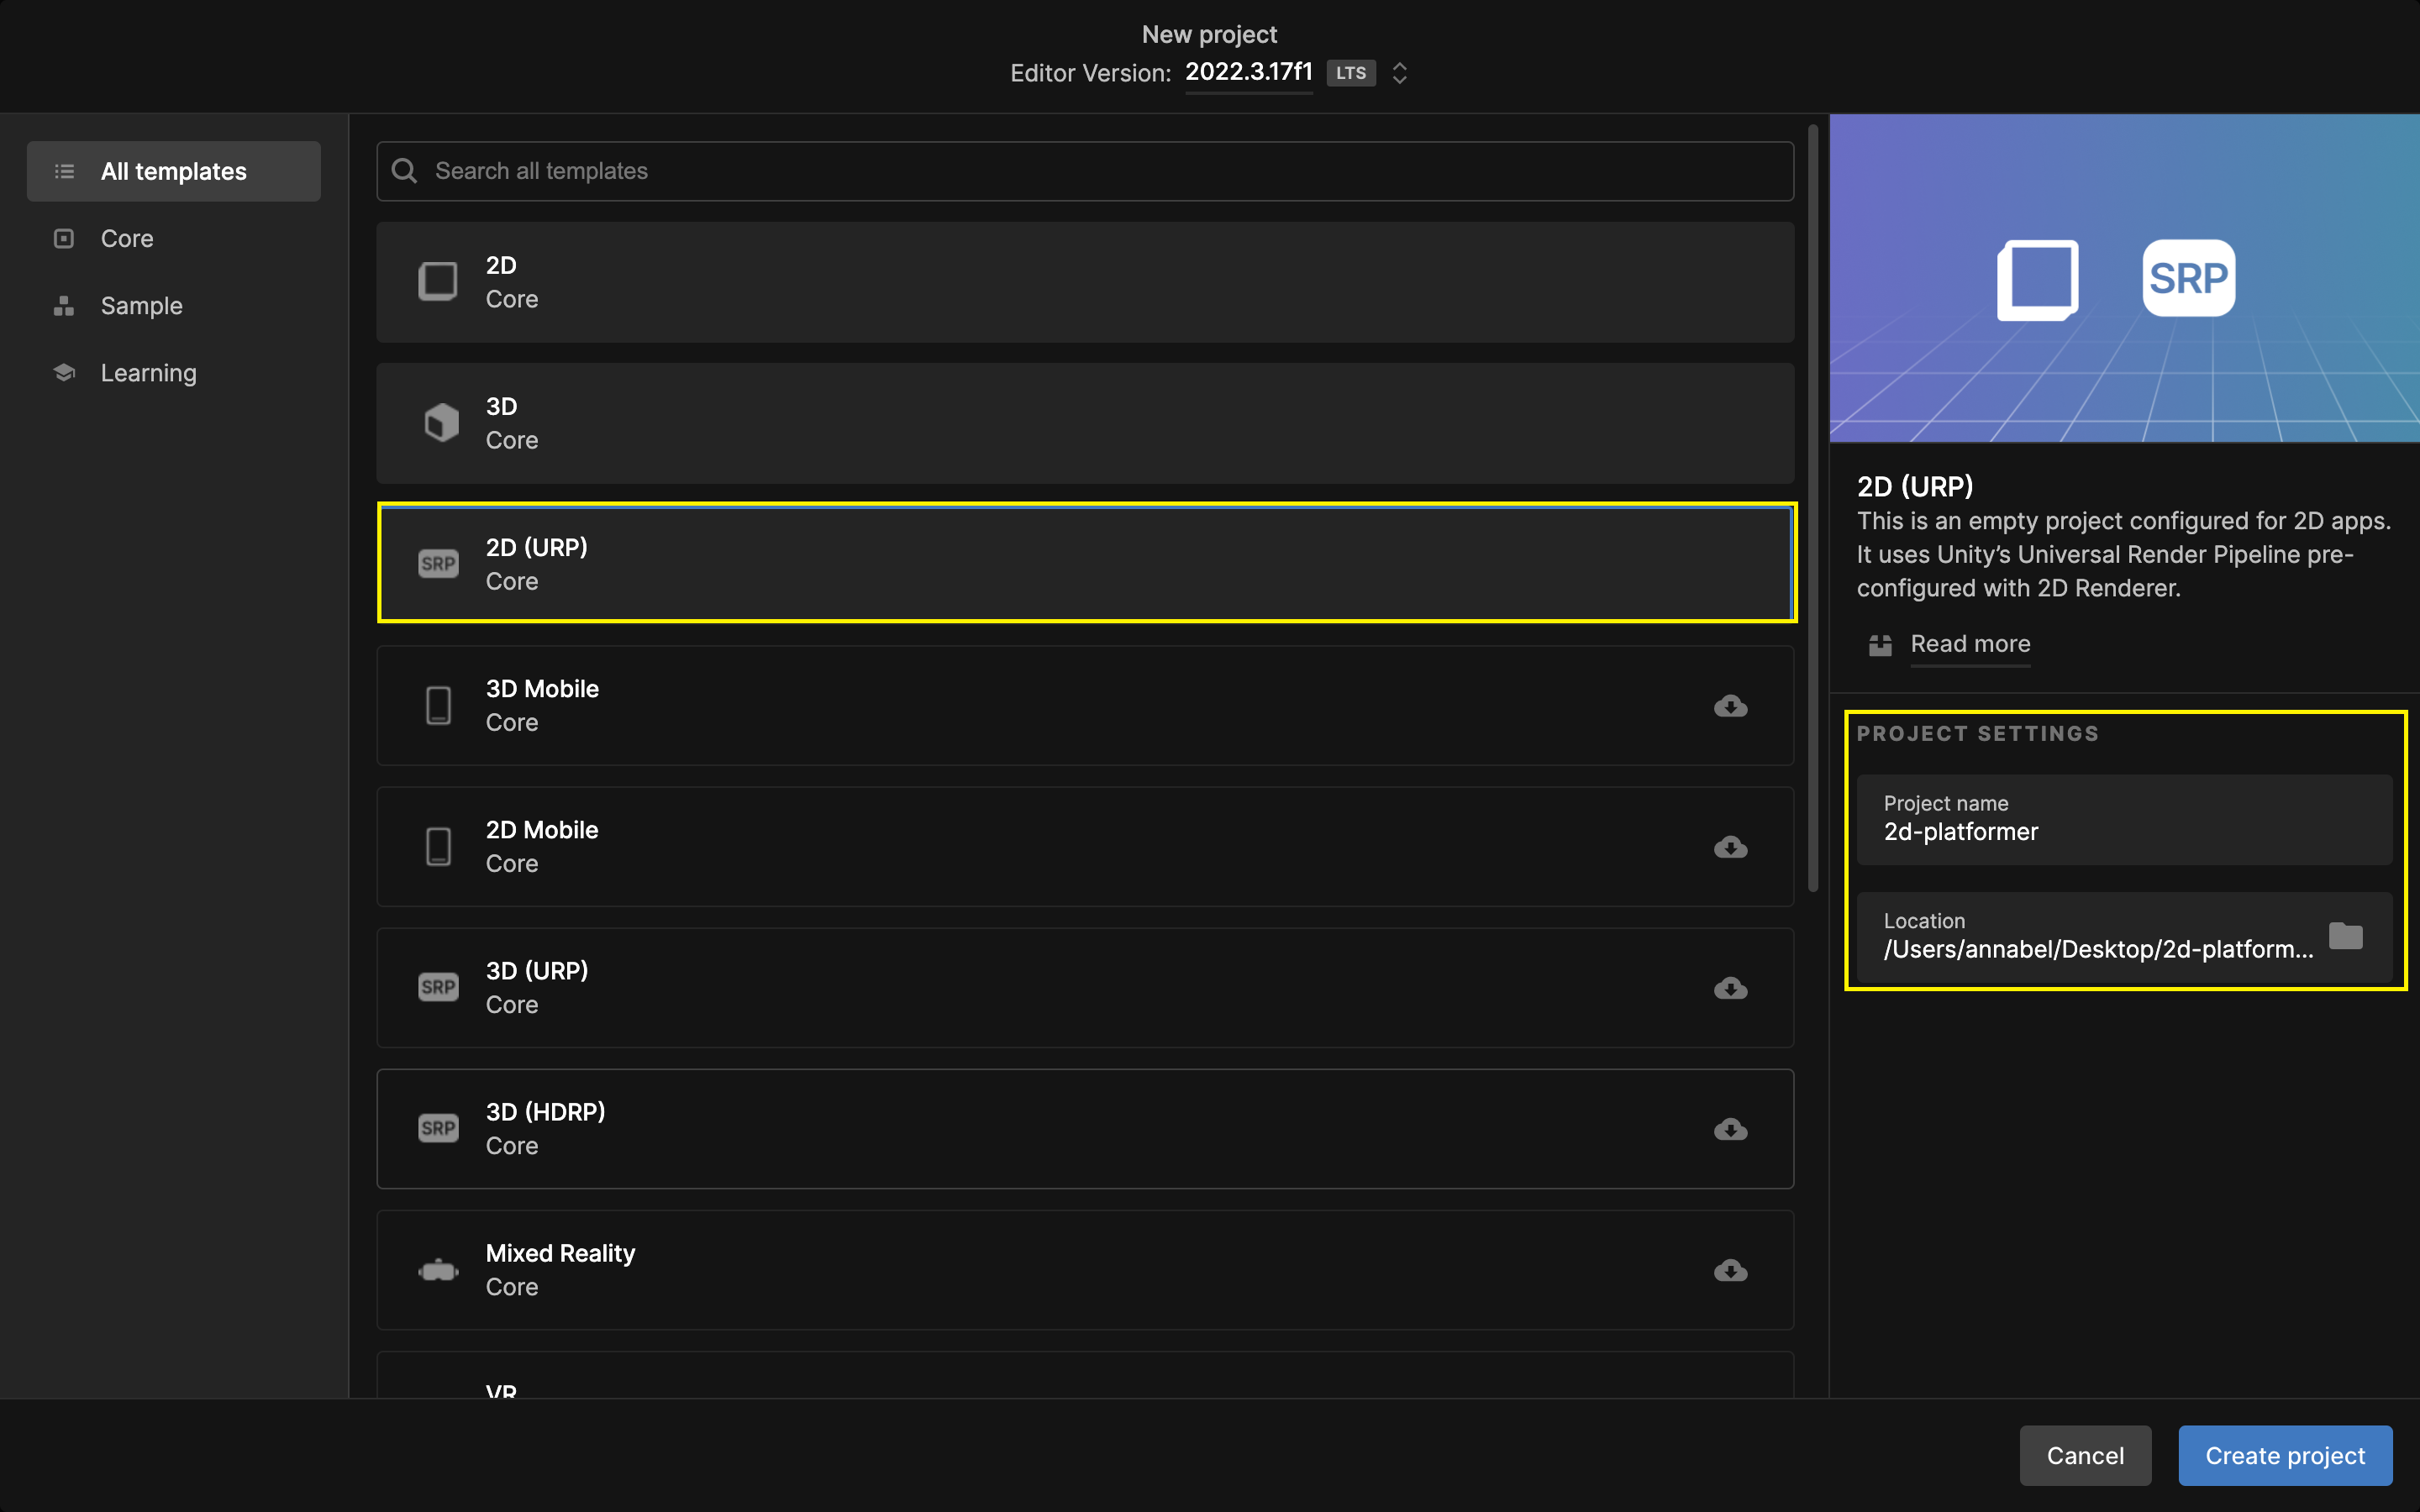 New project
Editor Version: 2022.3.17f1 LTS
All templates
Core
Sample
Learning
Search all templates
2D
Core
3D
Core
SRP
2D (URP)
Core
3D Mobile
Core
2D Mobile
Core
SRP
3D (URP)
Core
SRP
3D (HDRP)
Core
Mixed Reality
Core
VR
SRP
2D (URP)
This is an empty project configured for 2D apps.
It uses Unity’s Universal Render Pipeline pre-
configured with 2D Renderer.
Read more
PROJECT SETTINGS
Project name
2d-platformer
Location
/Users/annabel/Desktop/2d-platform...
Cancel
Create project